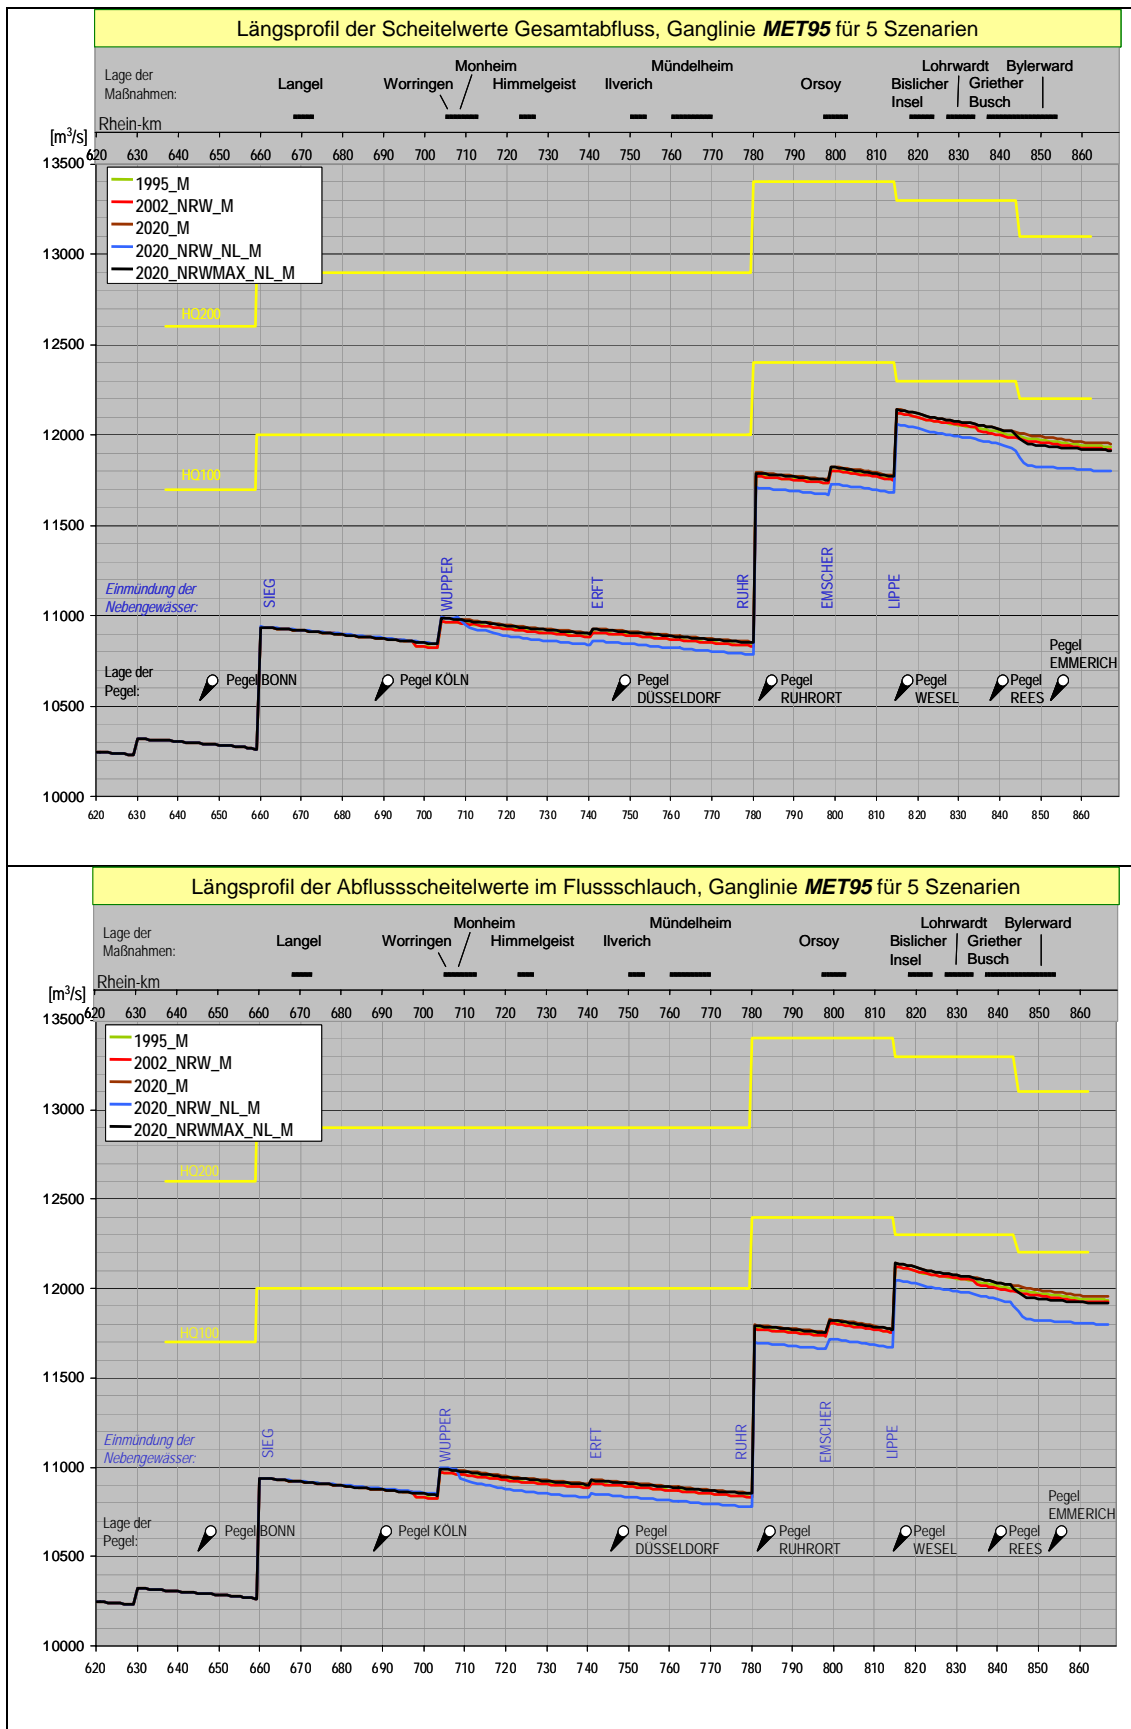 Längsprofil der Scheitelwerte Gesamtabfluss, Ganglinie MET95 für 5 Szenarien
Lage der
Maßnahmen:
Langel
Worringen
Monheim
Himmelgeist
Ilverich
Mündelheim
Orsoy
Bislicher
Insel
Lohrwardt
Griether
Busch
Bylerward
Rhein-km
[m³/s]
620 630 640 650 660 670 680 690 700 710 720 730 740 750 760 770 780 790 800 810 820 830 840 850 860
13500
13000
12500
12000
11500
11000
10500
10000
1995_M
2002_NRW_M
2020_M
2020_NRW_NL_M
2020_NRWMAX_NL_M
HQ200
HQ100
Einmündung der
Nebengewässer:
SIEG
WUPPER
ERFT
RUHR
EMSCHER
LIPPE
Lage der
Pegel:
Pegel BONN
Pegel KÖLN
Pegel
DÜSSELDORF
Pegel
RUHRORT
Pegel
WESEL
Pegel
REES
Pegel
EMMERICH
620 630 640 650 660 670 680 690 700 710 720 730 740 750 760 770 780 790 800 810 820 830 840 850 860
Längsprofil der Abflussscheitelwerte im Flussschlauch, Ganglinie MET95 für 5 Szenarien
Lage der
Maßnahmen:
Langel
Worringen
Monheim
Himmelgeist
Ilverich
Mündelheim
Orsoy
Bislicher
Insel
Lohrwardt
Griether
Busch
Bylerward
Rhein-km
[m³/s]
620 630 640 650 660 670 680 690 700 710 720 730 740 750 760 770 780 790 800 810 820 830 840 850 860
13500
13000
12500
12000
11500
11000
10500
10000
1995_M
2002_NRW_M
2020_M
2020_NRW_NL_M
2020_NRWMAX_NL_M
HQ200
HQ100
Einmündung der
Nebengewässer:
SIEG
WUPPER
ERFT
RUHR
EMSCHER
LIPPE
Lage der
Pegel:
Pegel BONN
Pegel KÖLN
Pegel
DÜSSELDORF
Pegel
RUHRORT
Pegel
WESEL
Pegel
REES
Pegel
EMMERICH
620 630 640 650 660 670 680 690 700 710 720 730 740 750 760 770 780 790 800 810 820 830 840 850 860